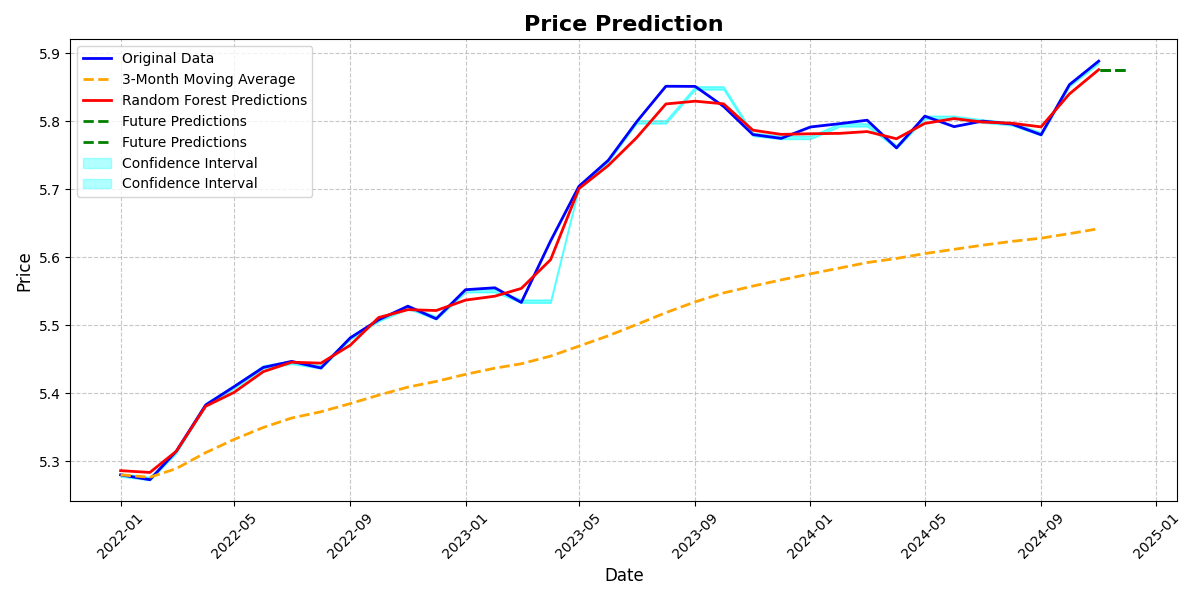 Price Prediction
Original Data
3-Month Moving Average
Random Forest Predictions
Future Predictions
Future Predictions
Confidence Interval
Confidence Interval
5.9
5.8
5.7
5.6
5.5
5.4
5.3
Price
2022-01
2022-05
2022-09
2023-01
2023-05
2023-09
2024-01
2024-05
2024-09
2025-01
Date